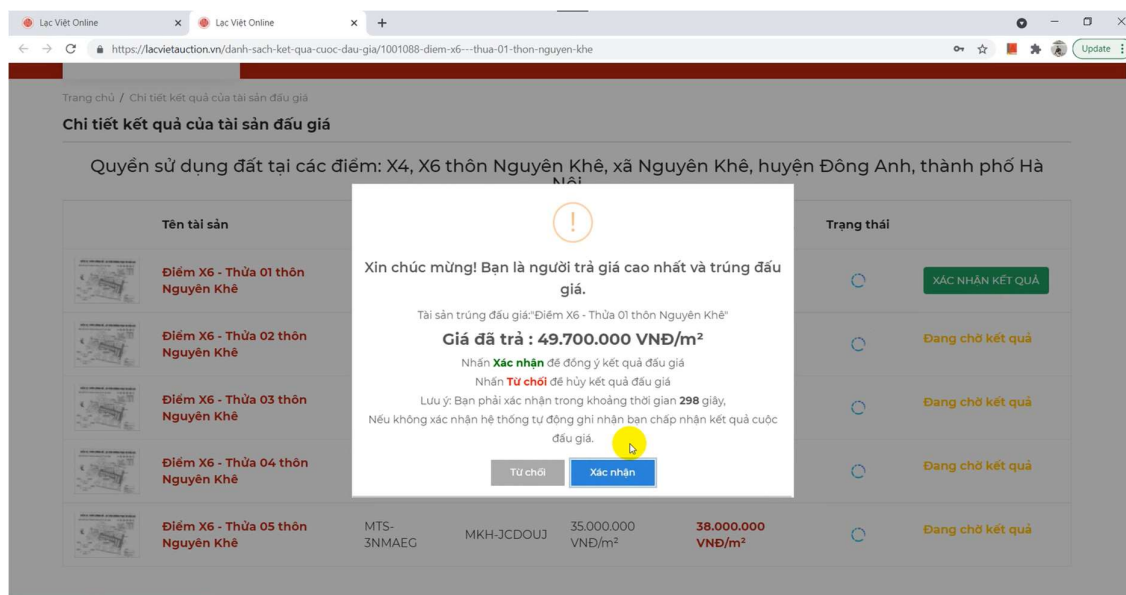 Lạc Việt Online
Lạc Việt Online
https://lacvietauction.vn/danh-sach-ket-qua-cuoc-dau-gia/1001088-diem-x6---thua-01-thon-nguyen-khe
Update
Trang chủ / Chi tiết kết quả của tài sản đấu giá
Chi tiết kết quả của tài sản đấu giá
Quyền sử dụng đất tại các điểm: X4, X6 thôn Nguyên Khê, xã Nguyên Khê, huyện Đông Anh, thành phố Hà
Nội
Tên tài sản
Trạng thái
Điểm X6 - Thửa 01 thôn
Nguyên Khê
XÁC NHẬN KẾT QUẢ
Điểm X6 - Thửa 02 thôn
Nguyên Khê
Đang chờ kết quả
Điểm X6 - Thửa 03 thôn
Nguyên Khê
Đang chờ kết quả
Điểm X6 - Thửa 04 thôn
Nguyên Khê
Đang chờ kết quả
Điểm X6 - Thửa 05 thôn
Nguyên Khê
MTS-
3NMAEG
MKH-JCDOUJ
35.000.000
VNĐ/m²
38.000.000
VNĐ/m²
Đang chờ kết quả
Xin chúc mừng! Bạn là người trả giá cao nhất và trúng đấu
giá.
Tài sản trúng đấu giá:"Điểm X6 - Thửa 01 thôn Nguyên Khê"
Giá đã trả : 49.700.000 VNĐ/m²
Nhấn Xác nhận để đồng ý kết quả đấu giá
Nhấn Từ chối để hủy kết quả đấu giá
Lưu ý: Bạn phải xác nhận trong khoảng thời gian 298 giây,
Nếu không xác nhận hệ thống tự động ghi nhận bạn chấp nhận kết quả cuộc
đấu giá.
Từ chối
Xác nhận